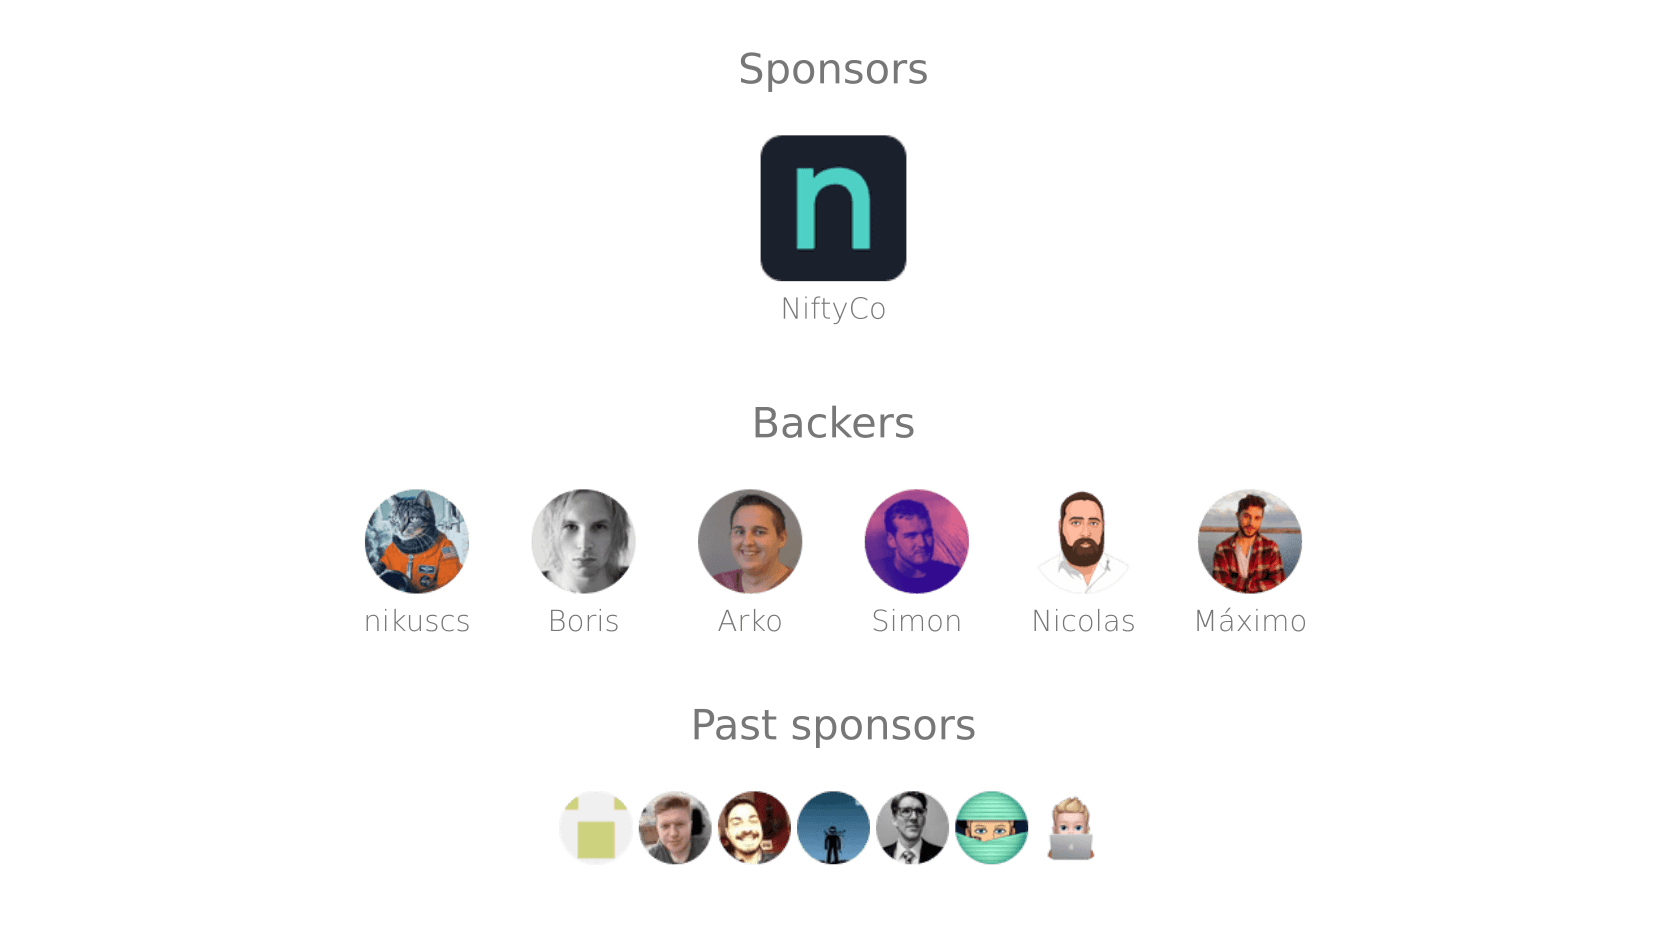 Sponsors
n
NiftyCo
Backers
nikuscs Boris Arko Simon Nicolas Máximo
Past sponsors